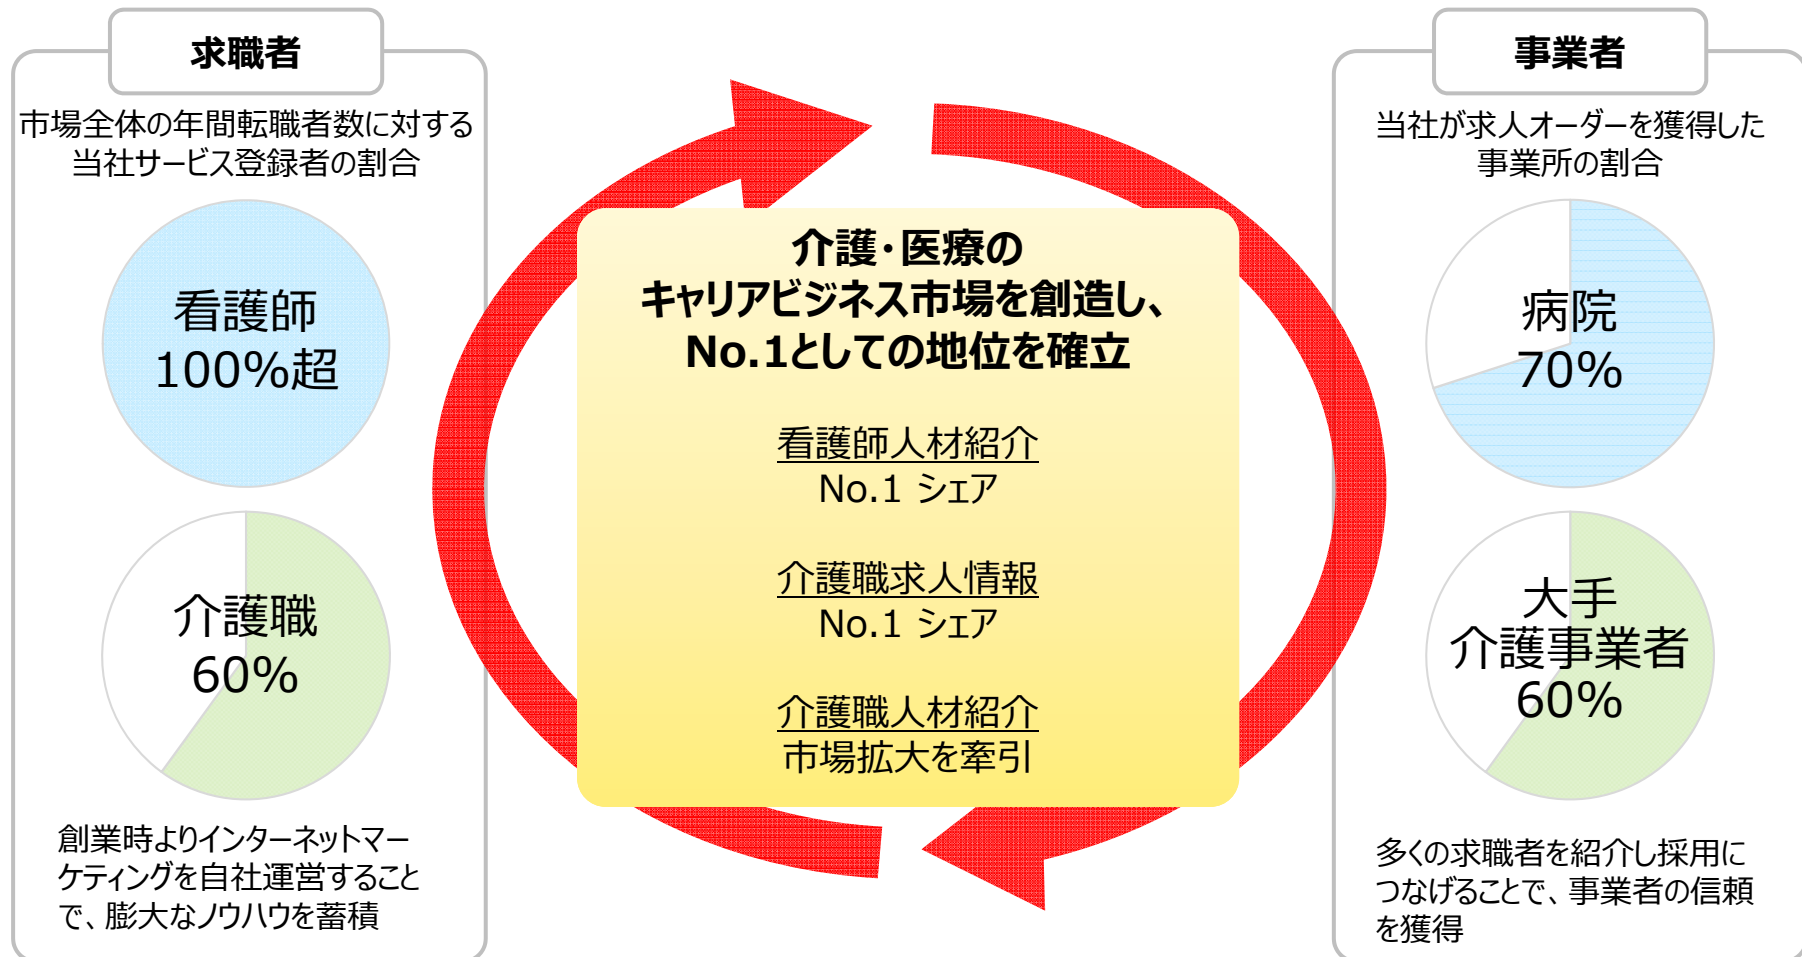 求職者
市場全体の年間転職者数に対する
当社サービス登録者の割合
看護師
100%超
介護職
60%
創業時よりインターネットマー
ケティングを自社運営すること
で、膨大なノウハウを蓄積
介護・医療の
キャリアビジネス市場を創造し、
No.1としての地位を確立
看護師人材紹介
No.1 シェア
介護職求人情報
No.1 シェア
介護職人材紹介
市場拡大を牽引
事業者
当社が求人オーダーを獲得した
事業所の割合
病院
70%
大手
介護事業者
60%
多くの求職者を紹介し採用に
つなげることで、事業者の信頼
を獲得